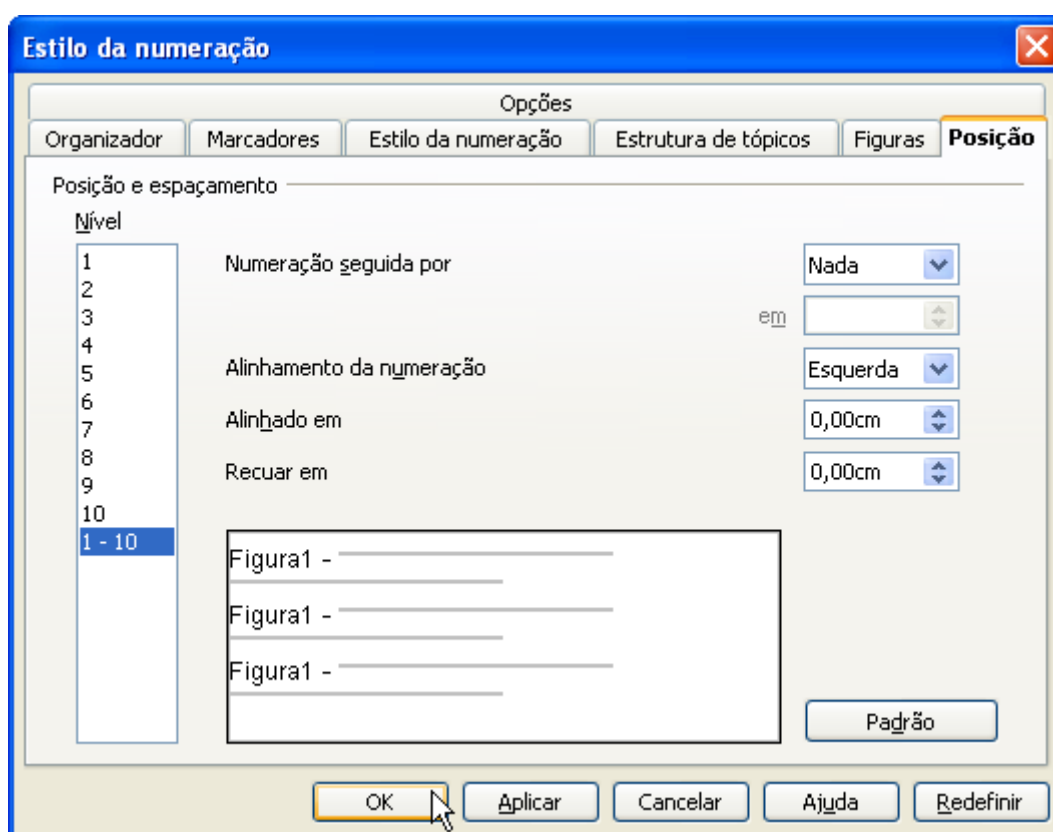 Estilo da numeração
Opções
Organizador Marcadores Estilo da numeração Estrutura de tópicos Figuras Posição
Posição e espaçamento
Nível
1
2
3
4
5
6
7
8
9
10
1 - 10
Numeração seguida por Nada
em
Alinhamento da numeração Esquerda
Alinhado em 0,00cm
Recuar em 0,00cm
Figura1 -
Figura1 -
Figura1 -
Padrão
OK Aplicar Cancelar Ajuda Redefinir